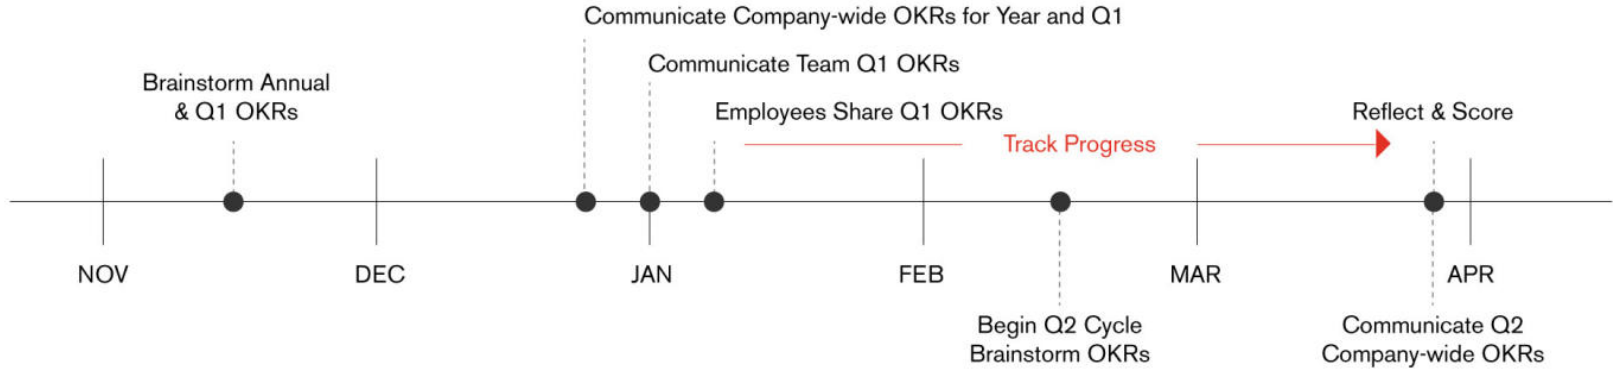 Communicate Company-wide OKRs for Year and Q1
Communicate Team Q1 OKRs
Brainstorm Annual
& Q1 OKRs
Employees Share Q1 OKRs
Reflect & Score
Track Progress
NOV
DEC
JAN
FEB
MAR
APR
Begin Q2 Cycle
Brainstorm OKRs
Communicate Q2
Company-wide OKRs